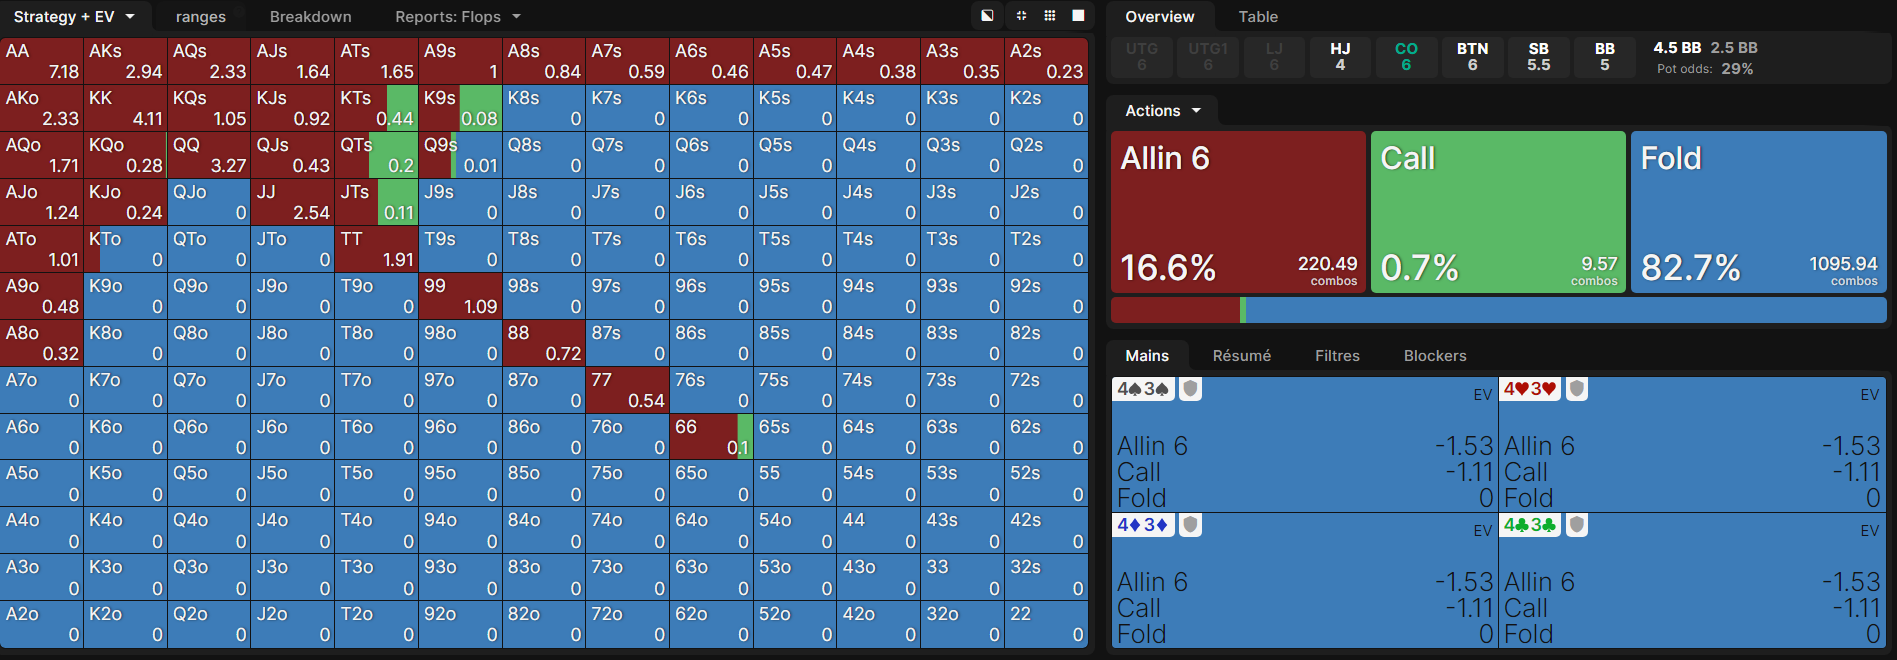 Strategy + EV ranges Breakdown Reports: Flops
AA AKs AQs AJs ATs A9s A8s A7s A6s A5s A4s A3s A2s
7.18 2.94 2.33 1.64 1.65 1 0.84 0.59 0.46 0.47 0.38 0.35 0.23
AKo KK KQs KJs KTs K9s K8s K7s K6s K5s K4s K3s K2s
2.33 4.11 1.05 0.92 0.44 0.08 0 0 0 0 0 0 0
AQo KQo QQ QJs QTs Q9s Q8s Q7s Q6s Q5s Q4s Q3s Q2s
1.71 0.28 3.27 0.43 0.2 0.01 0 0 0 0 0 0 0
AJo KJo QJo JJ JTs J9s J8s J7s J6s J5s J4s J3s J2s
1.24 0.24 0 2.54 0.11 0 0 0 0 0 0 0 0
ATo KTo QTo JTo TT T9s T8s T7s T6s T5s T4s T3s T2s
1.01 0 0 0 1.91 0 0 0 0 0 0 0 0
A9o K9o Q9o J9o T9o 99 98s 97s 96s 95s 94s 93s 92s
0.48 0 0 0 0 1.09 0 0 0 0 0 0 0
A8o K8o Q8o J8o T8o 98o 88 87s 86s 85s 84s 83s 82s
0.32 0 0 0 0 0 0.72 0 0 0 0 0 0
A7o K7o Q7o J7o T7o 97o 87o 77 76s 75s 74s 73s 72s
0 0 0 0 0 0 0 0.54 0 0 0 0 0
A6o K6o Q6o J6o T6o 96o 86o 76o 66 65s 64s 63s 62s
0 0 0 0 0 0 0 0 0.1 0 0 0 0
A5o K5o Q5o J5o T5o 95o 85o 75o 65o 55 54s 53s 52s
0 0 0 0 0 0 0 0 0 0 0 0 0
A4o K4o Q4o J4o T4o 94o 84o 74o 64o 54o 44 43s 42s
0 0 0 0 0 0 0 0 0 0 0 0 0
A3o K3o Q3o J3o T3o 93o 83o 73o 63o 53o 43o 33 32s
0 0 0 0 0 0 0 0 0 0 0 0 0
A2o K2o Q2o J2o T2o 92o 82o 72o 62o 52o 42o 32o 22
0 0 0 0 0 0 0 0 0 0 0 0 0
Overview Table
UTG UTG1 LJ HJ CO BTN SB BB
6 6 6 4 6 6 5.5 5
4.5 BB 2.5 BB
Pot odds: 29%
Actions
Allin 6 Call Fold
16.6% 220.49 combos 0.7% 9.57 combos 82.7% 1095.94 combos
Mains Résumé Filtres Blockers
4♠3♠ EV 4♥3♥ EV
Allin 6 -1.53 Allin 6 -1.53
Call -1.11 Call -1.11
Fold 0 Fold 0
4♦3♦ EV 4♣3♣ EV
Allin 6 -1.53 Allin 6 -1.53
Call -1.11 Call -1.11
Fold 0 Fold 0